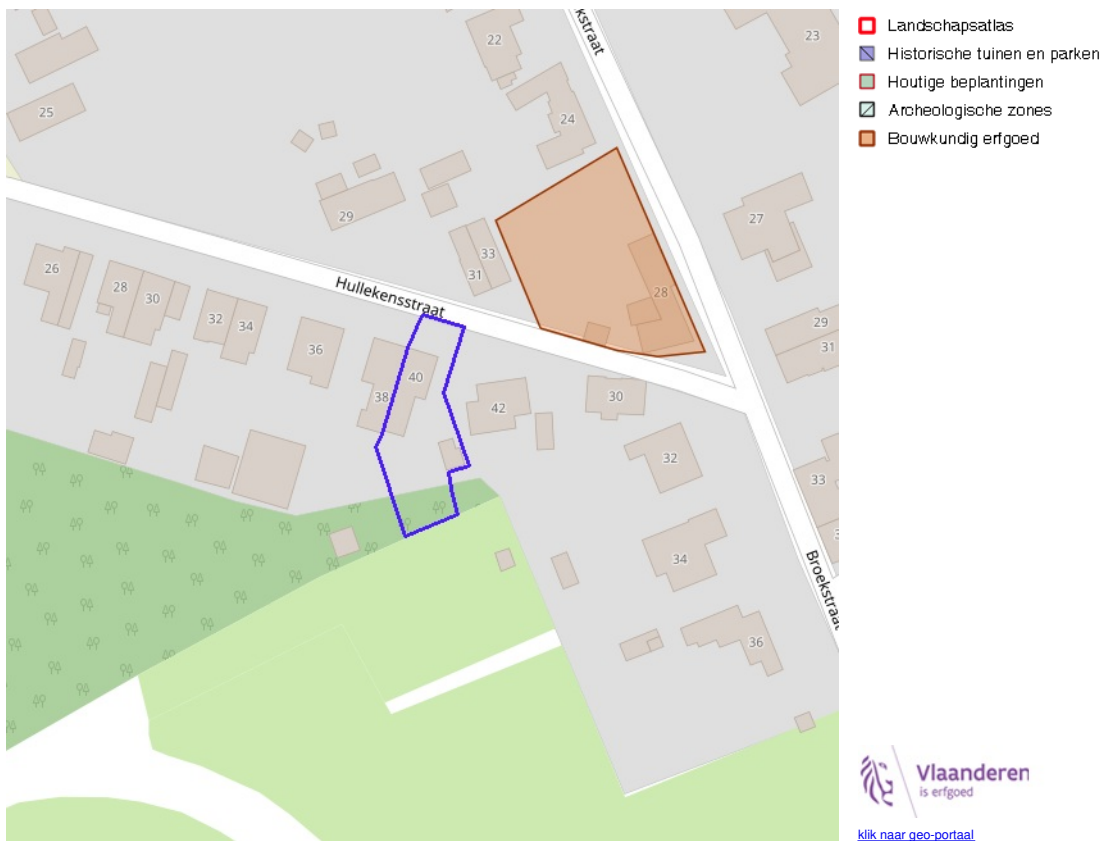 kstraat
22
23
25
24
29
27
33
31
26
28
30
Hullekensstraat
28
32
34
36
29
31
40
38
42
30
32
33
34
Broekstraat
36
Landschapsatlas
Historische tuinen en parken
Houtige beplantingen
Archeologische zones
Bouwkundig erfgoed
Vlaanderen
is erfgoed
klik naar geo-portaal